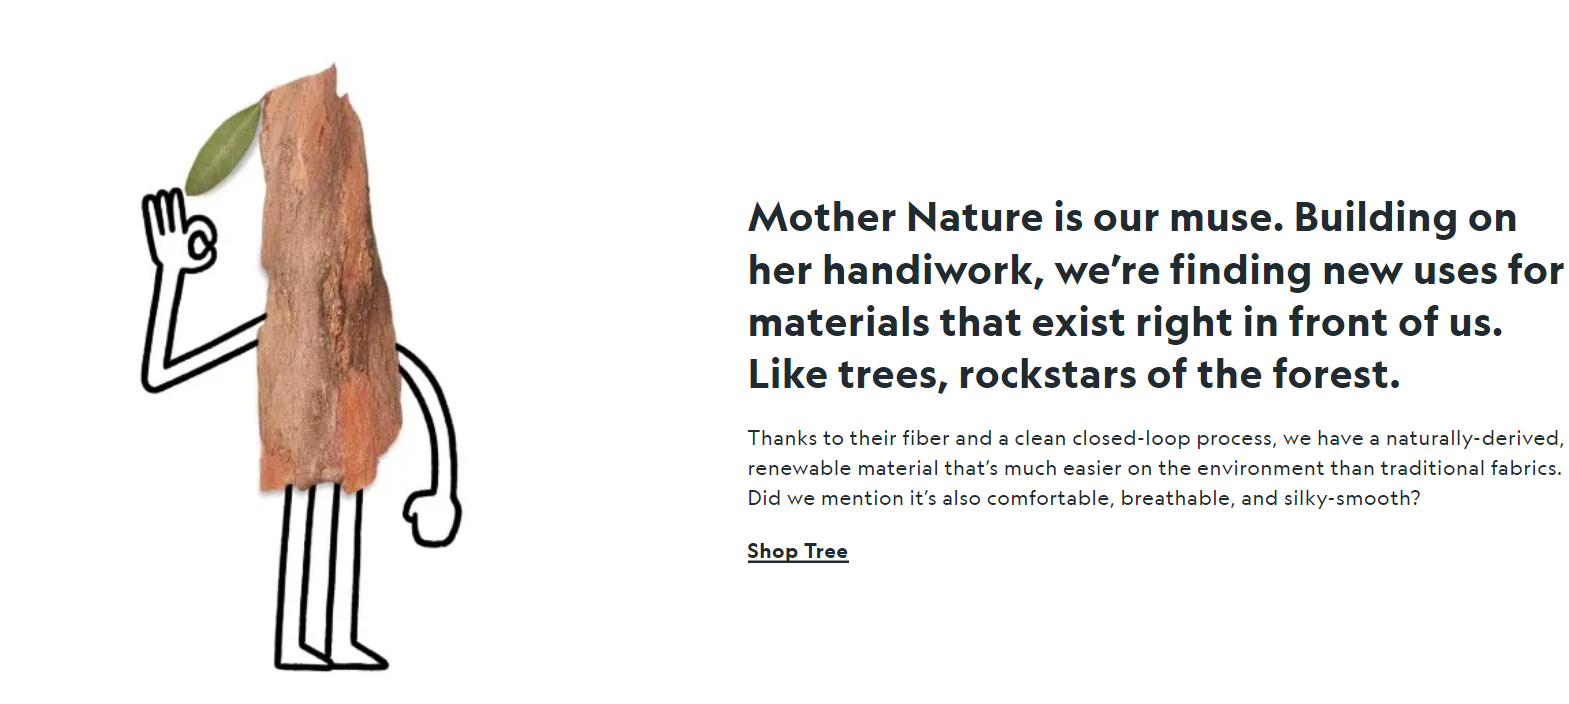 Mother Nature is our muse. Building on
her handiwork, we’re finding new uses for
materials that exist right in front of us.
Like trees, rockstars of the forest.
Thanks to their fiber and a clean closed-loop process, we have a naturally-derived,
renewable material that’s much easier on the environment than traditional fabrics.
Did we mention it’s also comfortable, breathable, and silky-smooth?
Shop Tree